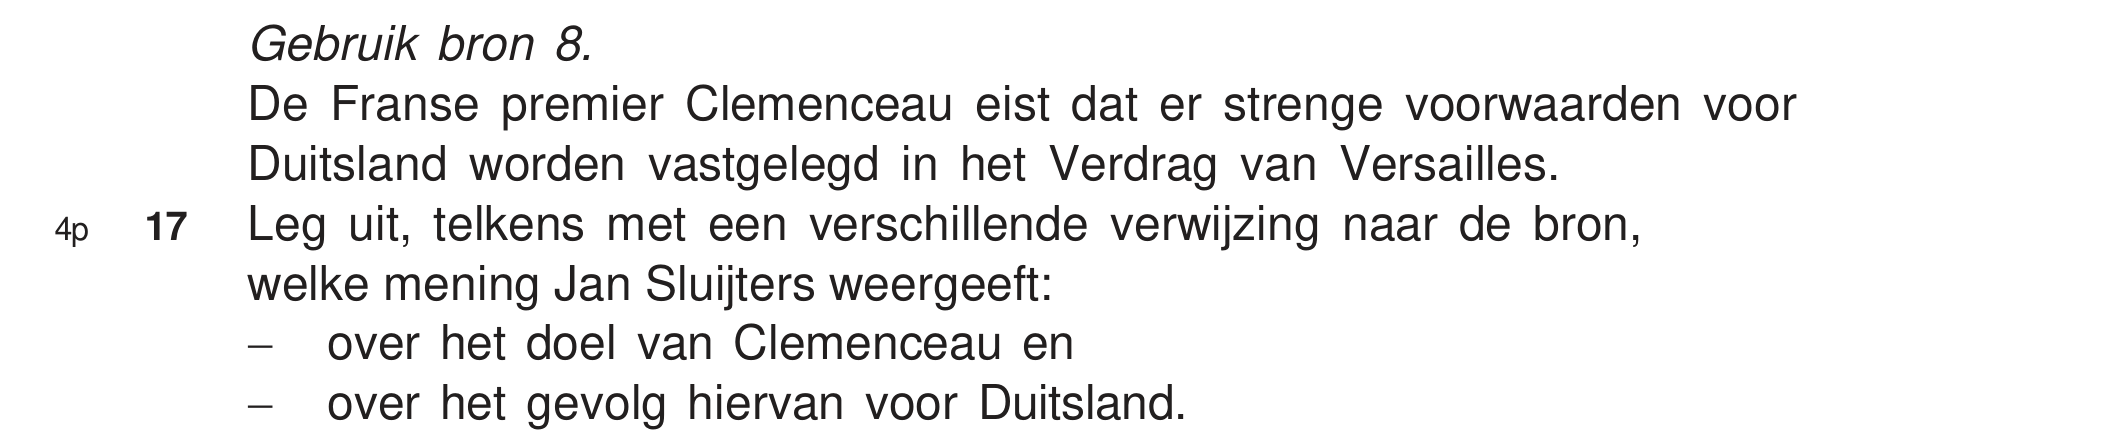 Gebruik bron 8.
De Franse premier Clemenceau eist dat er strenge voorwaarden voor
Duitsland worden vastgelegd in het Verdrag van Versailles.
4p 17 Leg uit, telkens met een verschillende verwijzing naar de bron,
welke mening Jan Sluijters weergeeft:
– over het doel van Clemenceau en
– over het gevolg hiervan voor Duitsland.